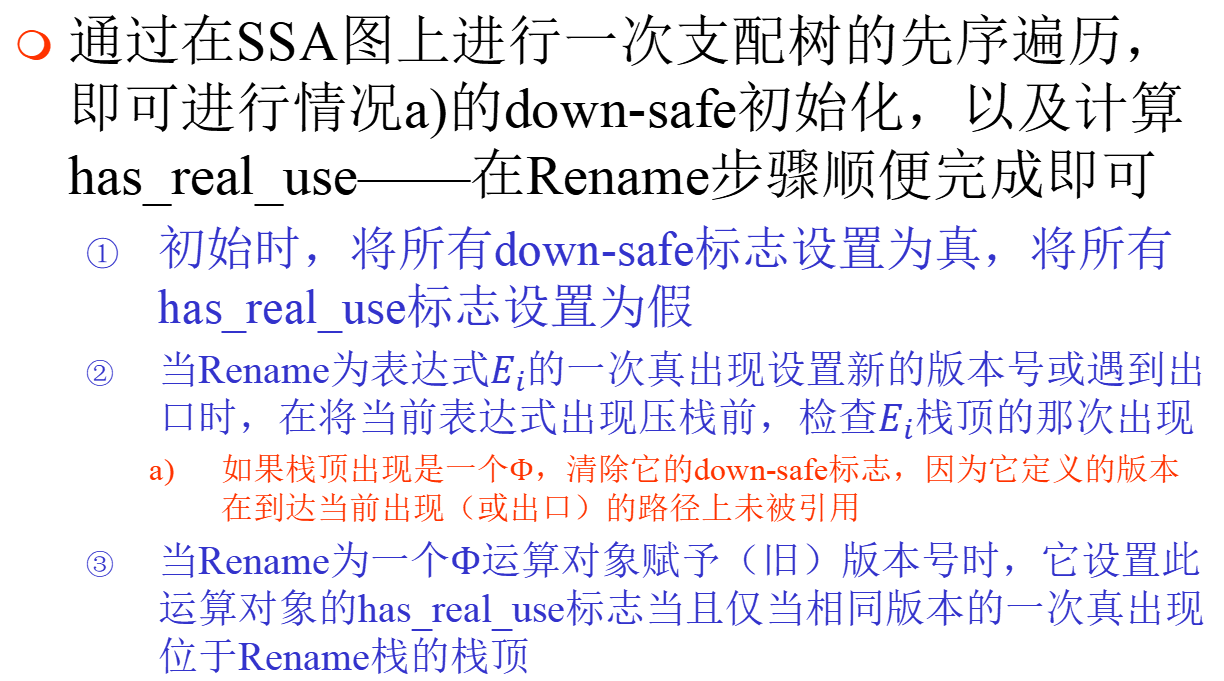 通过在SSA图上进行一次支配树的先序遍历，
即可进行情况a)的down-safe初始化，以及计算
has_real_use——在Rename步骤顺便完成即可
① 初始时，将所有down-safe标志设置为真，将所有
has_real_use标志设置为假
② 当Rename为表达式𝐸𝑖的一次真出现设置新的版本号或遇到出
口时，在将当前表达式出现压栈前，检查𝐸𝑖栈顶的那次出现
a) 如果栈顶出现是一个Φ，清除它的down-safe标志，因为它定义的版本
在到达当前出现（或出口）的路径上未被引用
③ 当Rename为一个Φ运算对象赋予（旧）版本号时，它设置此
运算对象的has_real_use标志当且仅当相同版本的一次真出现
位于Rename栈的栈顶